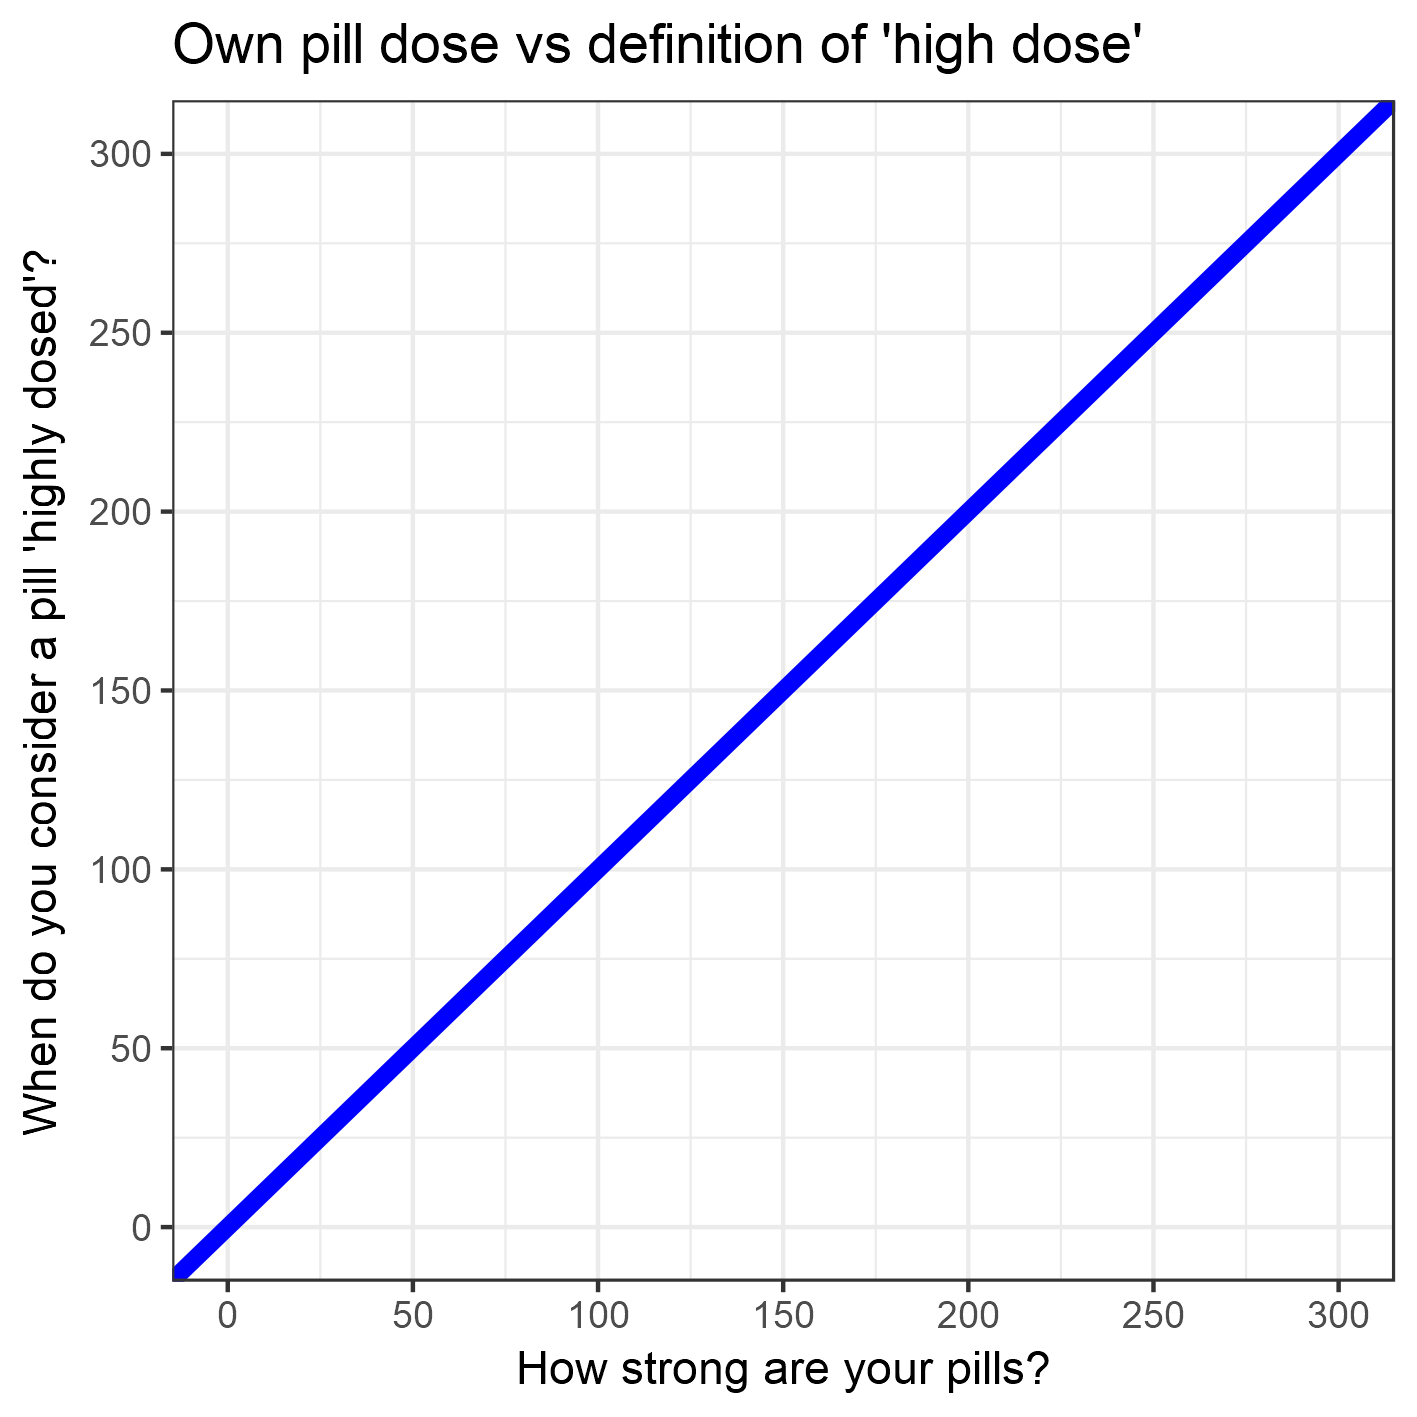 Own pill dose vs definition of 'high dose'
When do you consider a pill 'highly dosed'?
300
250
200
150
100
50
0
0 50 100 150 200 250 300
How strong are your pills?